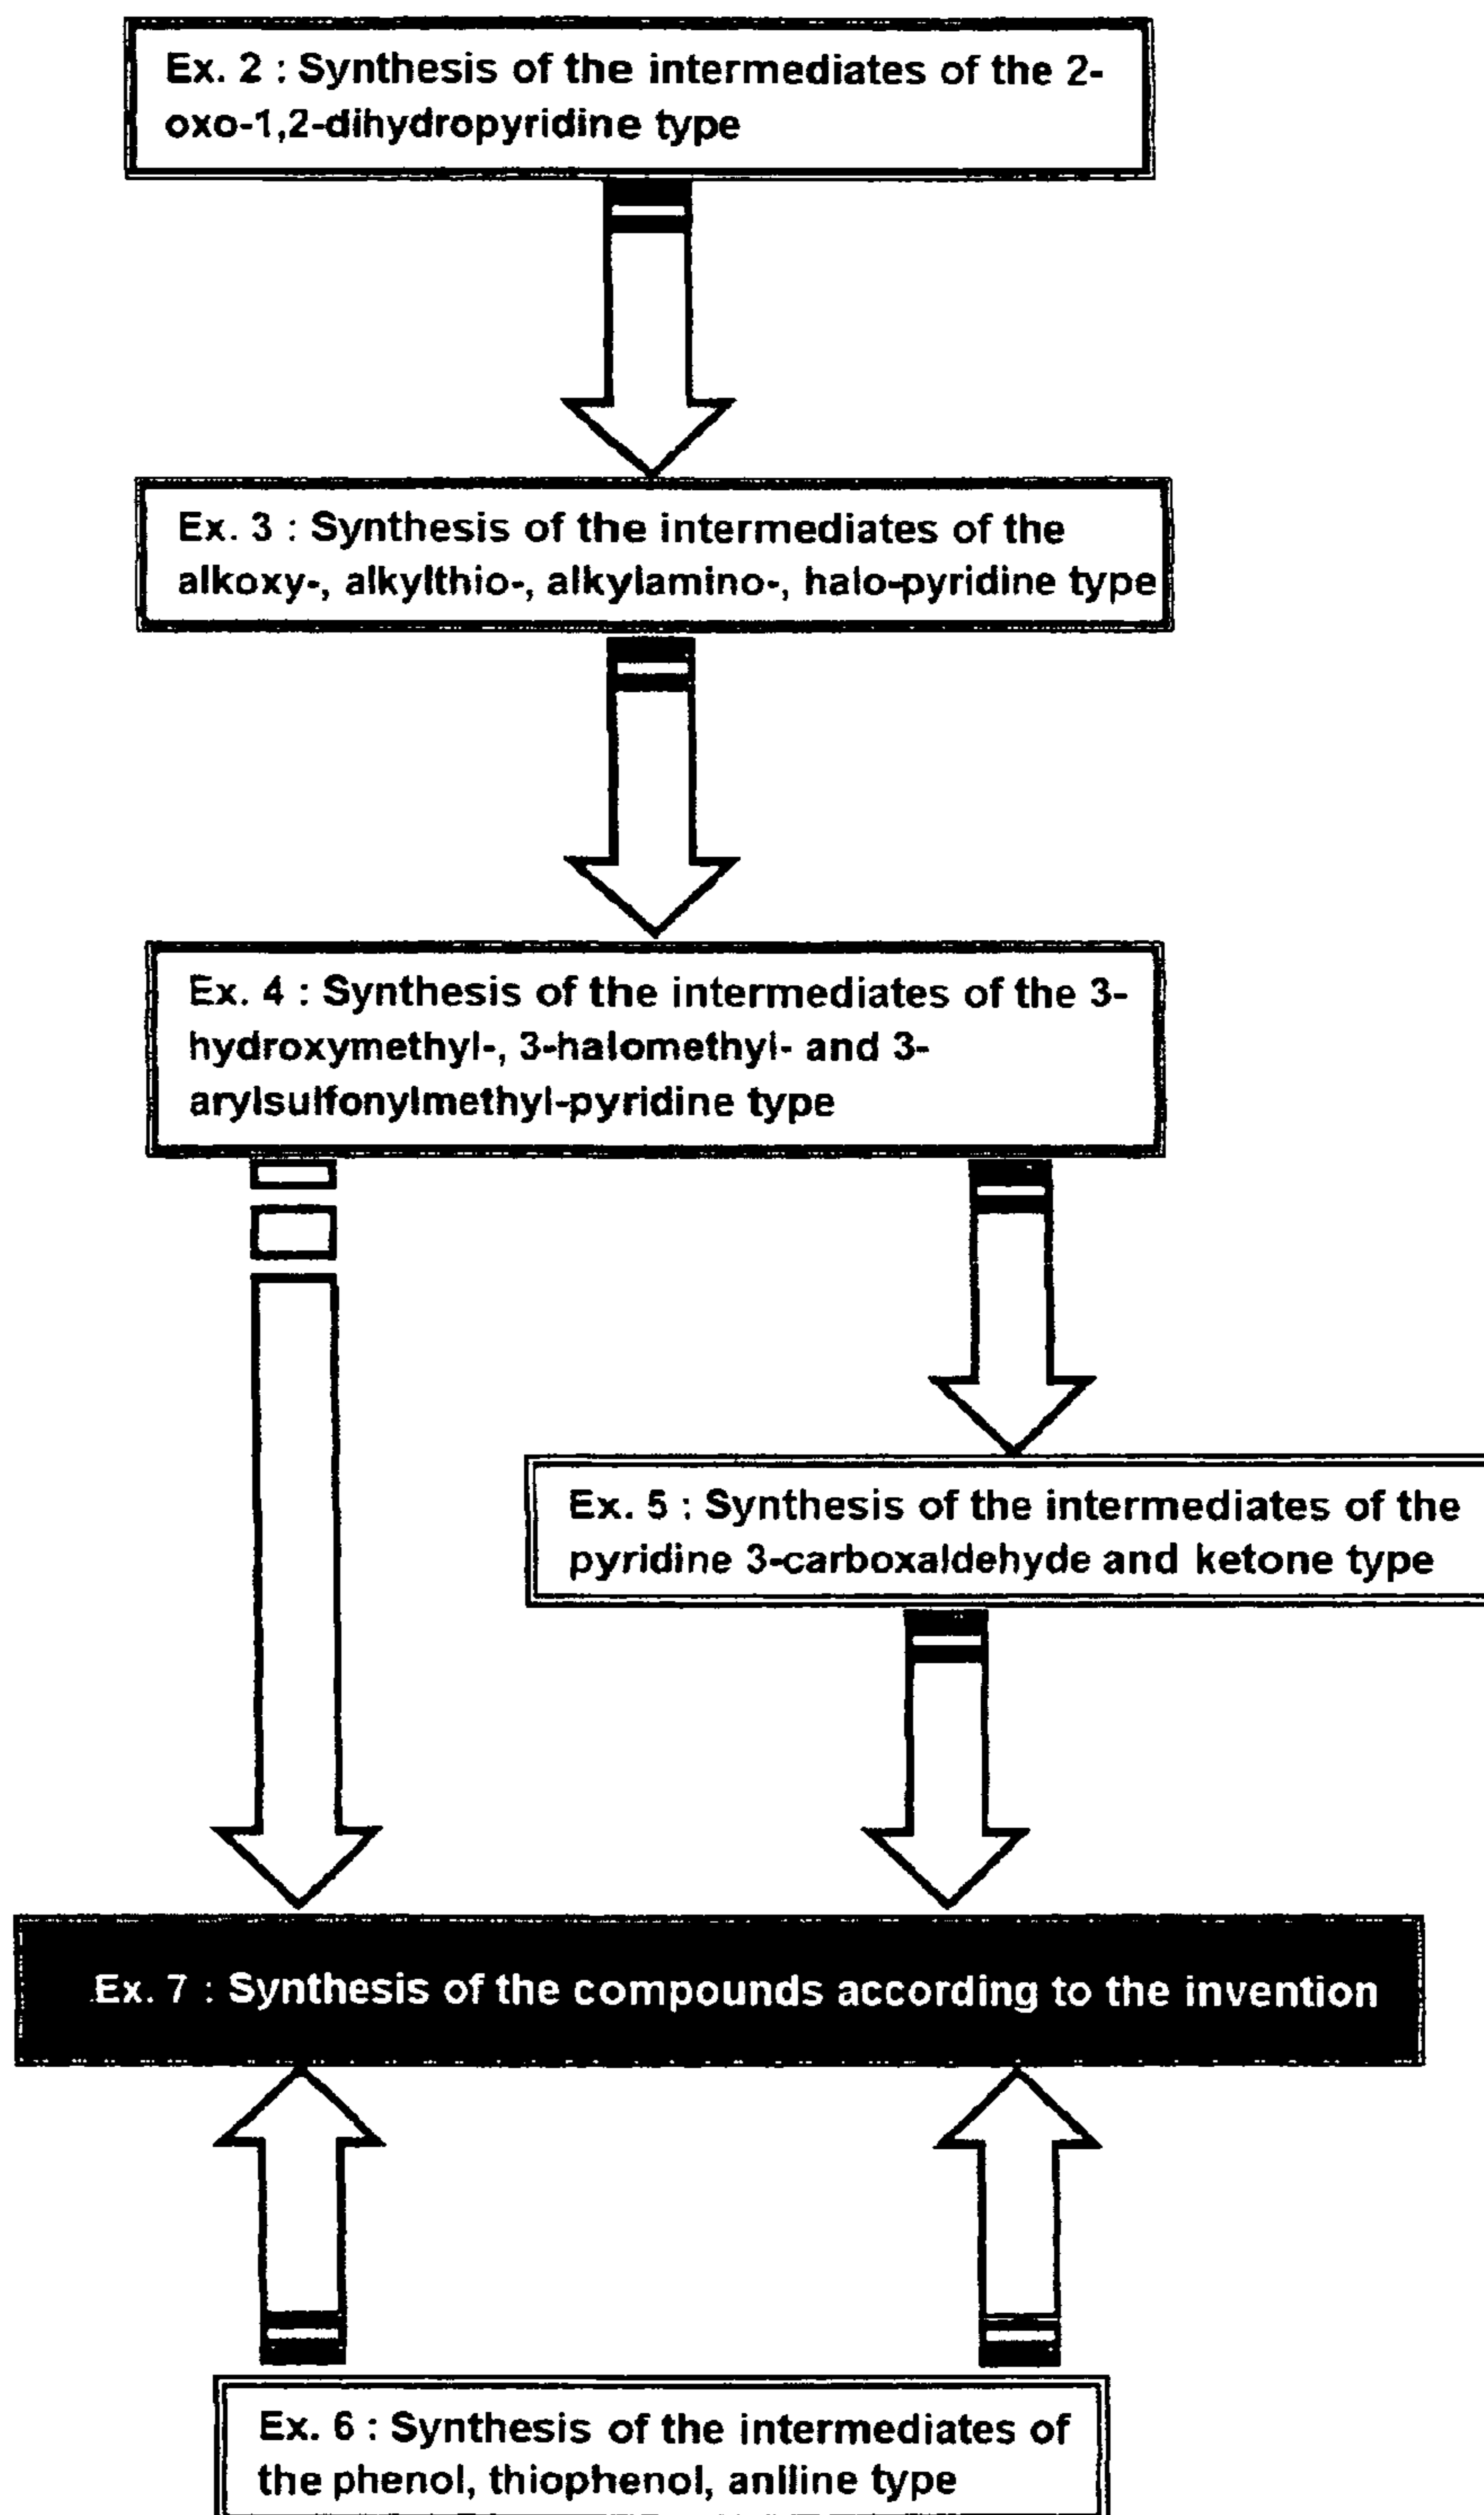 Ex. 2 : Synthesis of the intermediates of the 2-
oxo-1,2-dihydropyridine type
Ex. 3 : Synthesis of the intermediates of the
alkoxy-, alkylthio-, alkylamino-, halo-pyridine type
Ex. 4 : Synthesis of the intermediates of the 3-
hydroxymethyl-, 3-halomethyl- and 3-
arylsulfonylmethyl-pyridine type
Ex. 5 : Synthesis of the intermediates of the
pyridine 3-carboxaldehyde and ketone type
Ex. 7 : Synthesis of the compounds according to the invention
Ex. 6 : Synthesis of the intermediates of
the phenol, thiophenol, aniline type